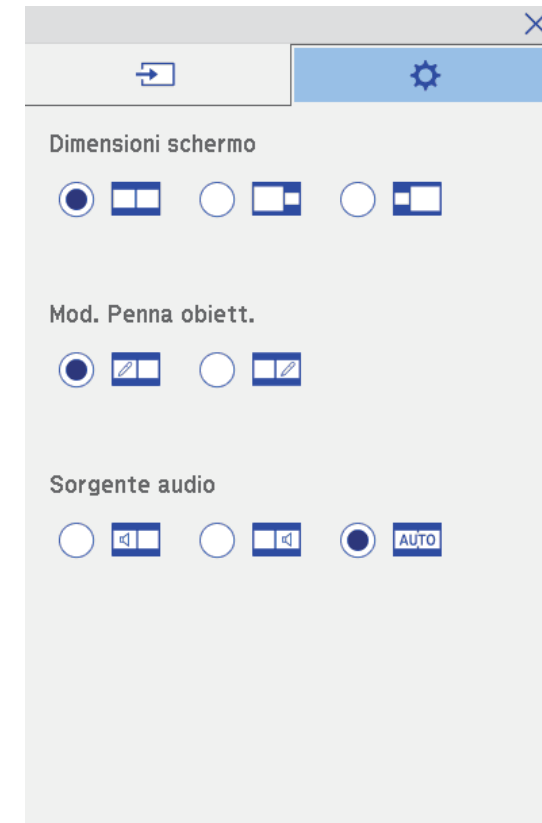 Dimensioni schermo
Mod. Penna obiett.
Sorgente audio
AUTO